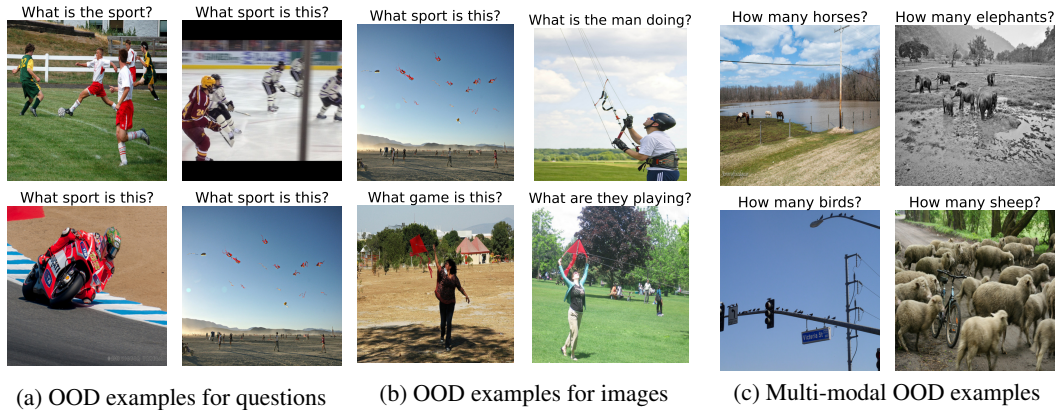 What is the sport?
What sport is this?
What sport is this?
What sport is this?
(a) OOD examples for questions
What sport is this?
What is the man doing?
What game is this?
What are they playing?
(b) OOD examples for images
How many horses?
How many elephants?
How many birds?
How many sheep?
(c) Multi-modal OOD examples